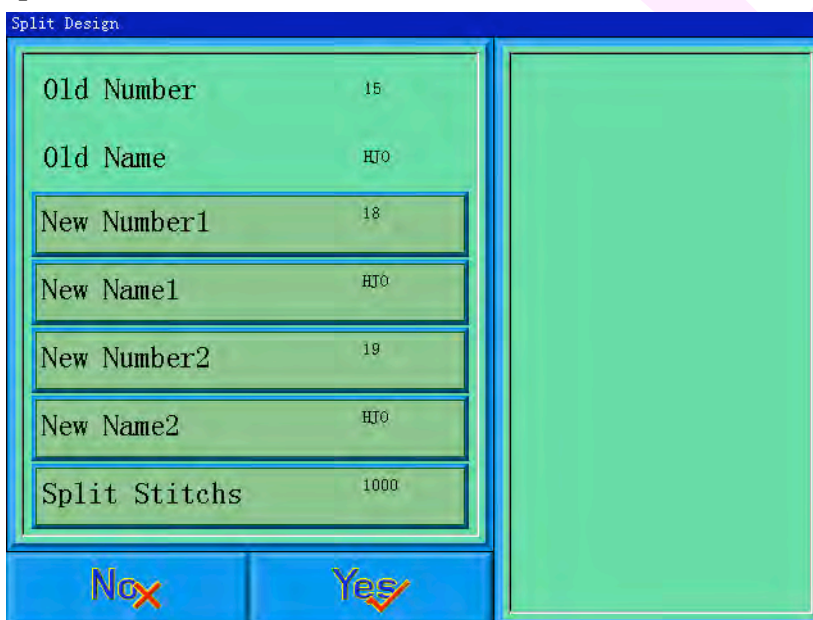 Split Design
Old Number 15
Old Name HJO
New Number1 18
New Name1 HJO
New Number2 19
New Name2 HJO
Split Stitchs 1000
No Yes